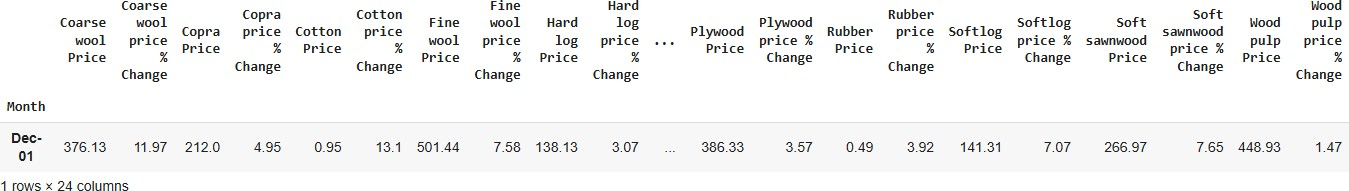 Coarse wool Price Coarse wool price % Change Copra Price Copra price % Change Cotton Price Cotton price % Change Fine wool Price Fine wool price % Change Hard log Price Hard log price % Change ... Plywood Price Plywood price % Change Rubber Price Rubber price % Change Softlog Price Softlog price % Change Soft sawnwood Price Soft sawnwood price % Change Wood pulp Price Wood pulp price % Change
Month
Dec-01 376.13 11.97 212.0 4.95 0.95 13.1 501.44 7.58 138.13 3.07 ... 386.33 3.57 0.49 3.92 141.31 7.07 266.97 7.65 448.93 1.47
1 rows × 24 columns